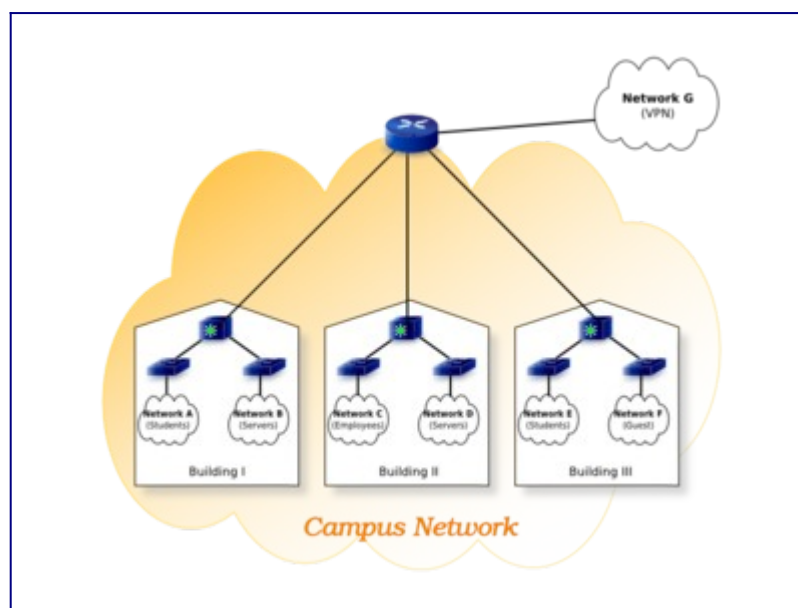 Network G
(VPN)
Network A
(Students)
Network B
(Servers)
Network C
(Employees)
Network D
(Servers)
Network E
(Students)
Network F
(Guest)
Building I
Building II
Building III
Campus Network